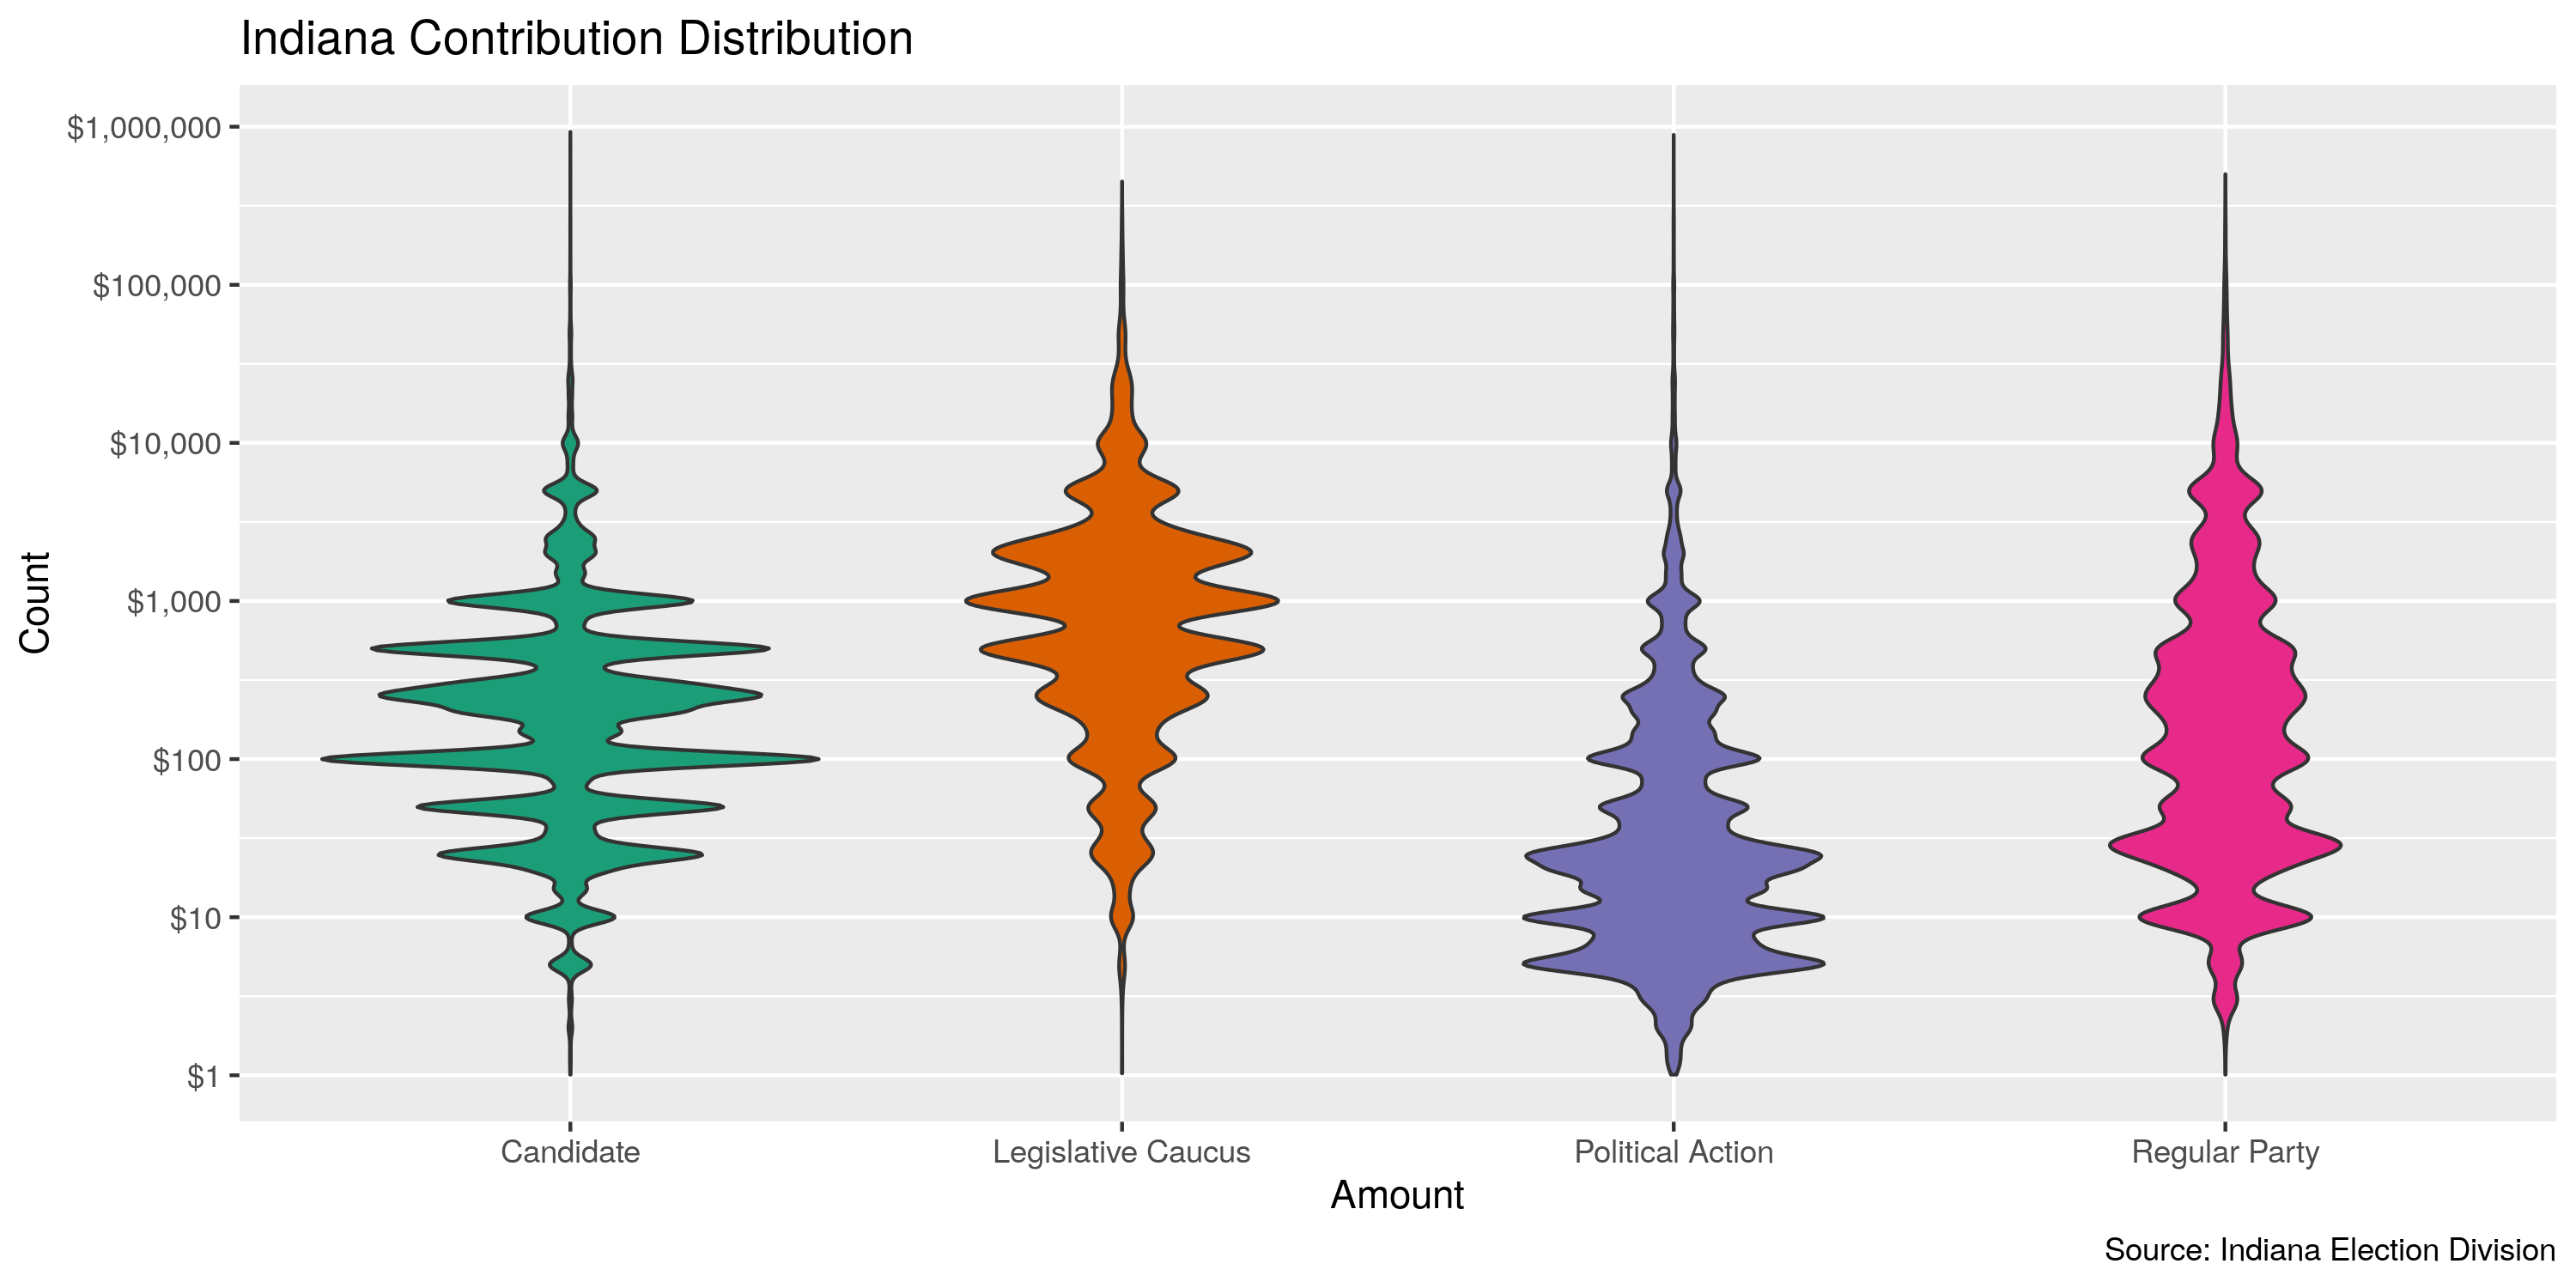 Indiana Contribution Distribution
$1,000,000
$100,000
$10,000
$1,000
$100
$10
$1
Count
Candidate
Legislative Caucus
Political Action
Regular Party
Amount
Source: Indiana Election Division